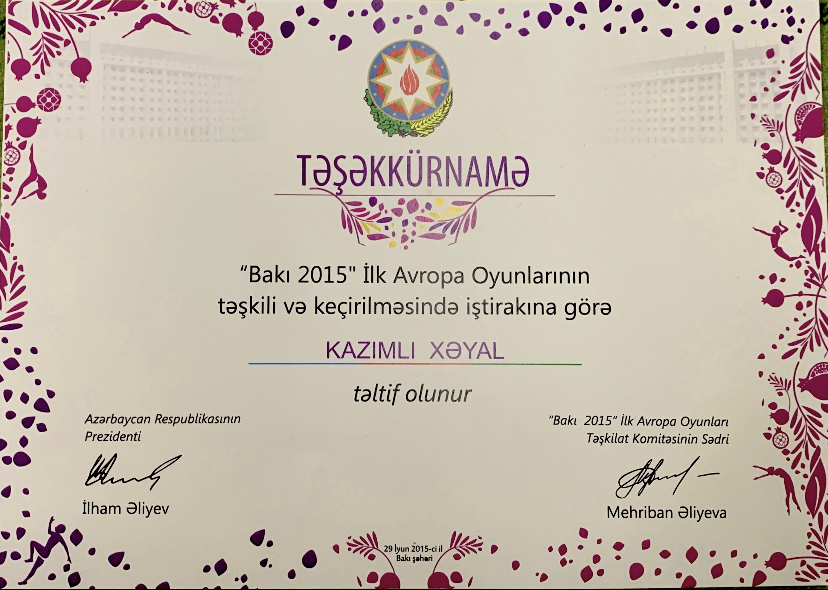 TƏŞƏKKÜRNAMƏ
“Bakı 2015" İlk Avropa Oyunlarının
təşkili və keçirilməsində iştirakına görə
KAZIMLI XƏYAL
təltif olunur
Azərbaycan Respublikasının
Prezidenti
İlham Əliyev
"Bakı 2015" İlk Avropa Oyunları
Təşkilat Komitəsinin Sədri
Mehriban Əliyeva
29 İyun 2015-ci il
Bakı şəhəri